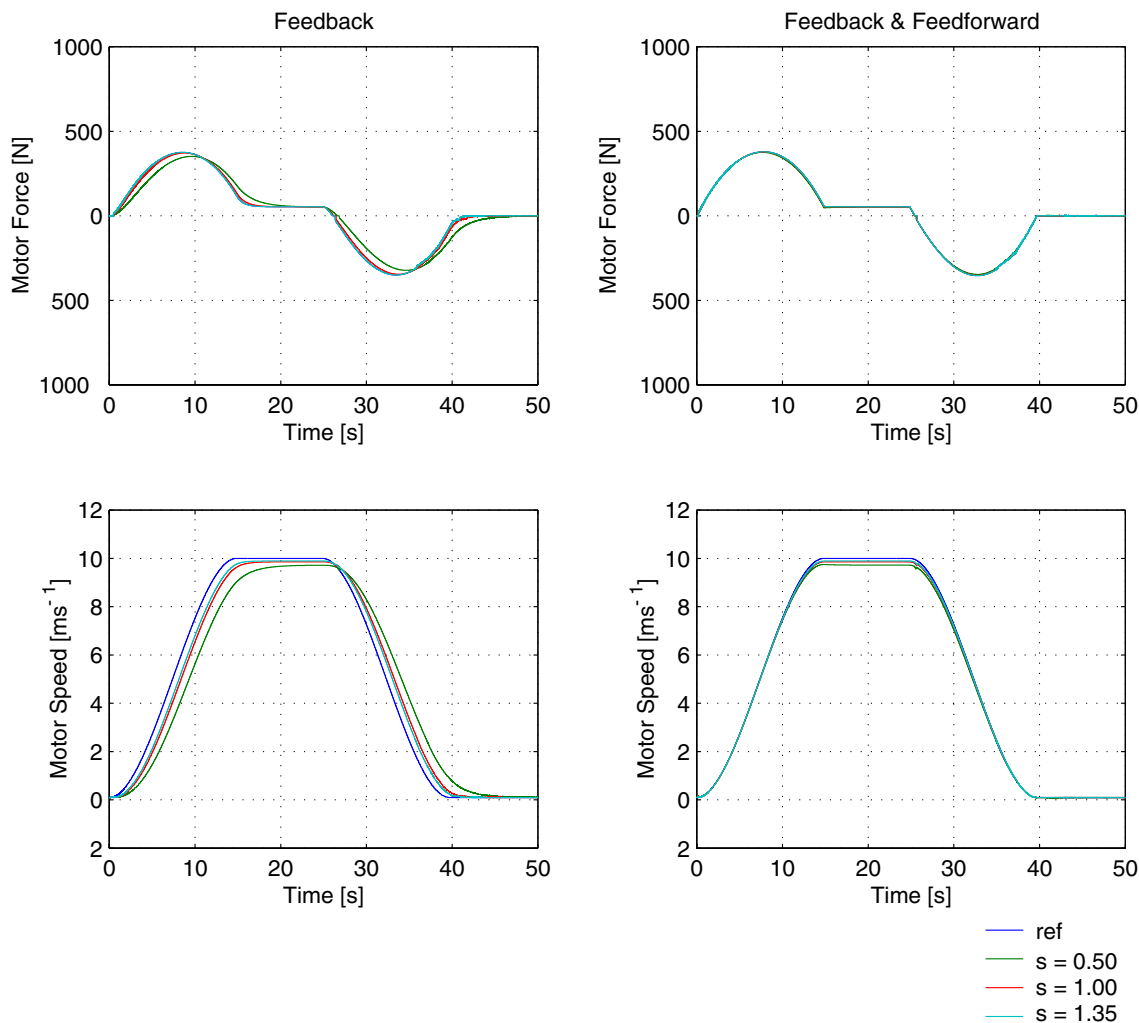 Feedback
1000
500
0
500
1000
Motor Force [N]
0 10 20 30 40 50
Time [s]
Feedback & Feedforward
1000
500
0
500
1000
Motor Force [N]
0 10 20 30 40 50
Time [s]
12
10
8
6
4
2
0
2
Motor Speed [ms⁻¹]
0 10 20 30 40 50
Time [s]
12
10
8
6
4
2
0
2
Motor Speed [ms⁻¹]
0 10 20 30 40 50
Time [s]
ref
s = 0.50
s = 1.00
s = 1.35